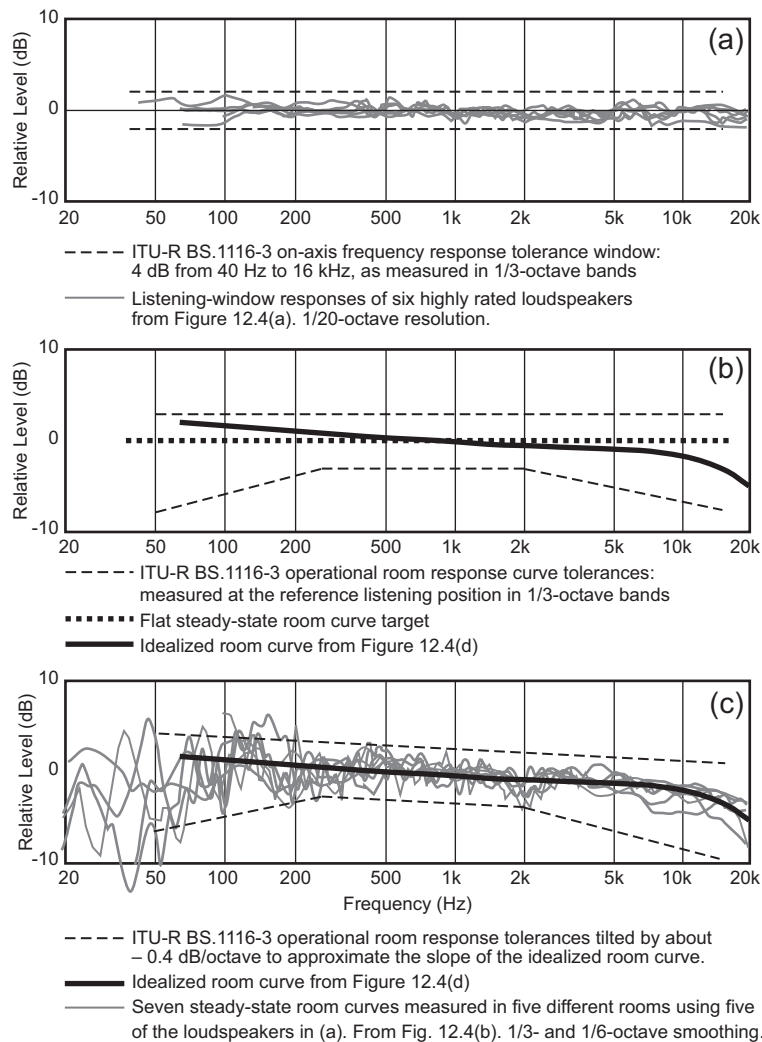 10
(a)
Relative Level (dB)
0
-10
20 50 100 200 500 1k 2k 5k 10k 20k
ITU-R BS.1116-3 on-axis frequency response tolerance window:
4 dB from 40 Hz to 16 kHz, as measured in 1/3-octave bands
Listening-window responses of six highly rated loudspeakers
from Figure 12.4(a). 1/20-octave resolution.
10
(b)
Relative Level (dB)
0
-10
20 50 100 200 500 1k 2k 5k 10k 20k
ITU-R BS.1116-3 operational room response curve tolerances:
measured at the reference listening position in 1/3-octave bands
Flat steady-state room curve target
Idealized room curve from Figure 12.4(d)
10
(c)
Relative Level (dB)
0
-10
20 50 100 200 500 1k 2k 5k 10k 20k
Frequency (Hz)
ITU-R BS.1116-3 operational room response tolerances tilted by about
– 0.4 dB/octave to approximate the slope of the idealized room curve.
Idealized room curve from Figure 12.4(d)
Seven steady-state room curves measured in five different rooms using five
of the loudspeakers in (a). From Fig. 12.4(b). 1/3- and 1/6-octave smoothing.